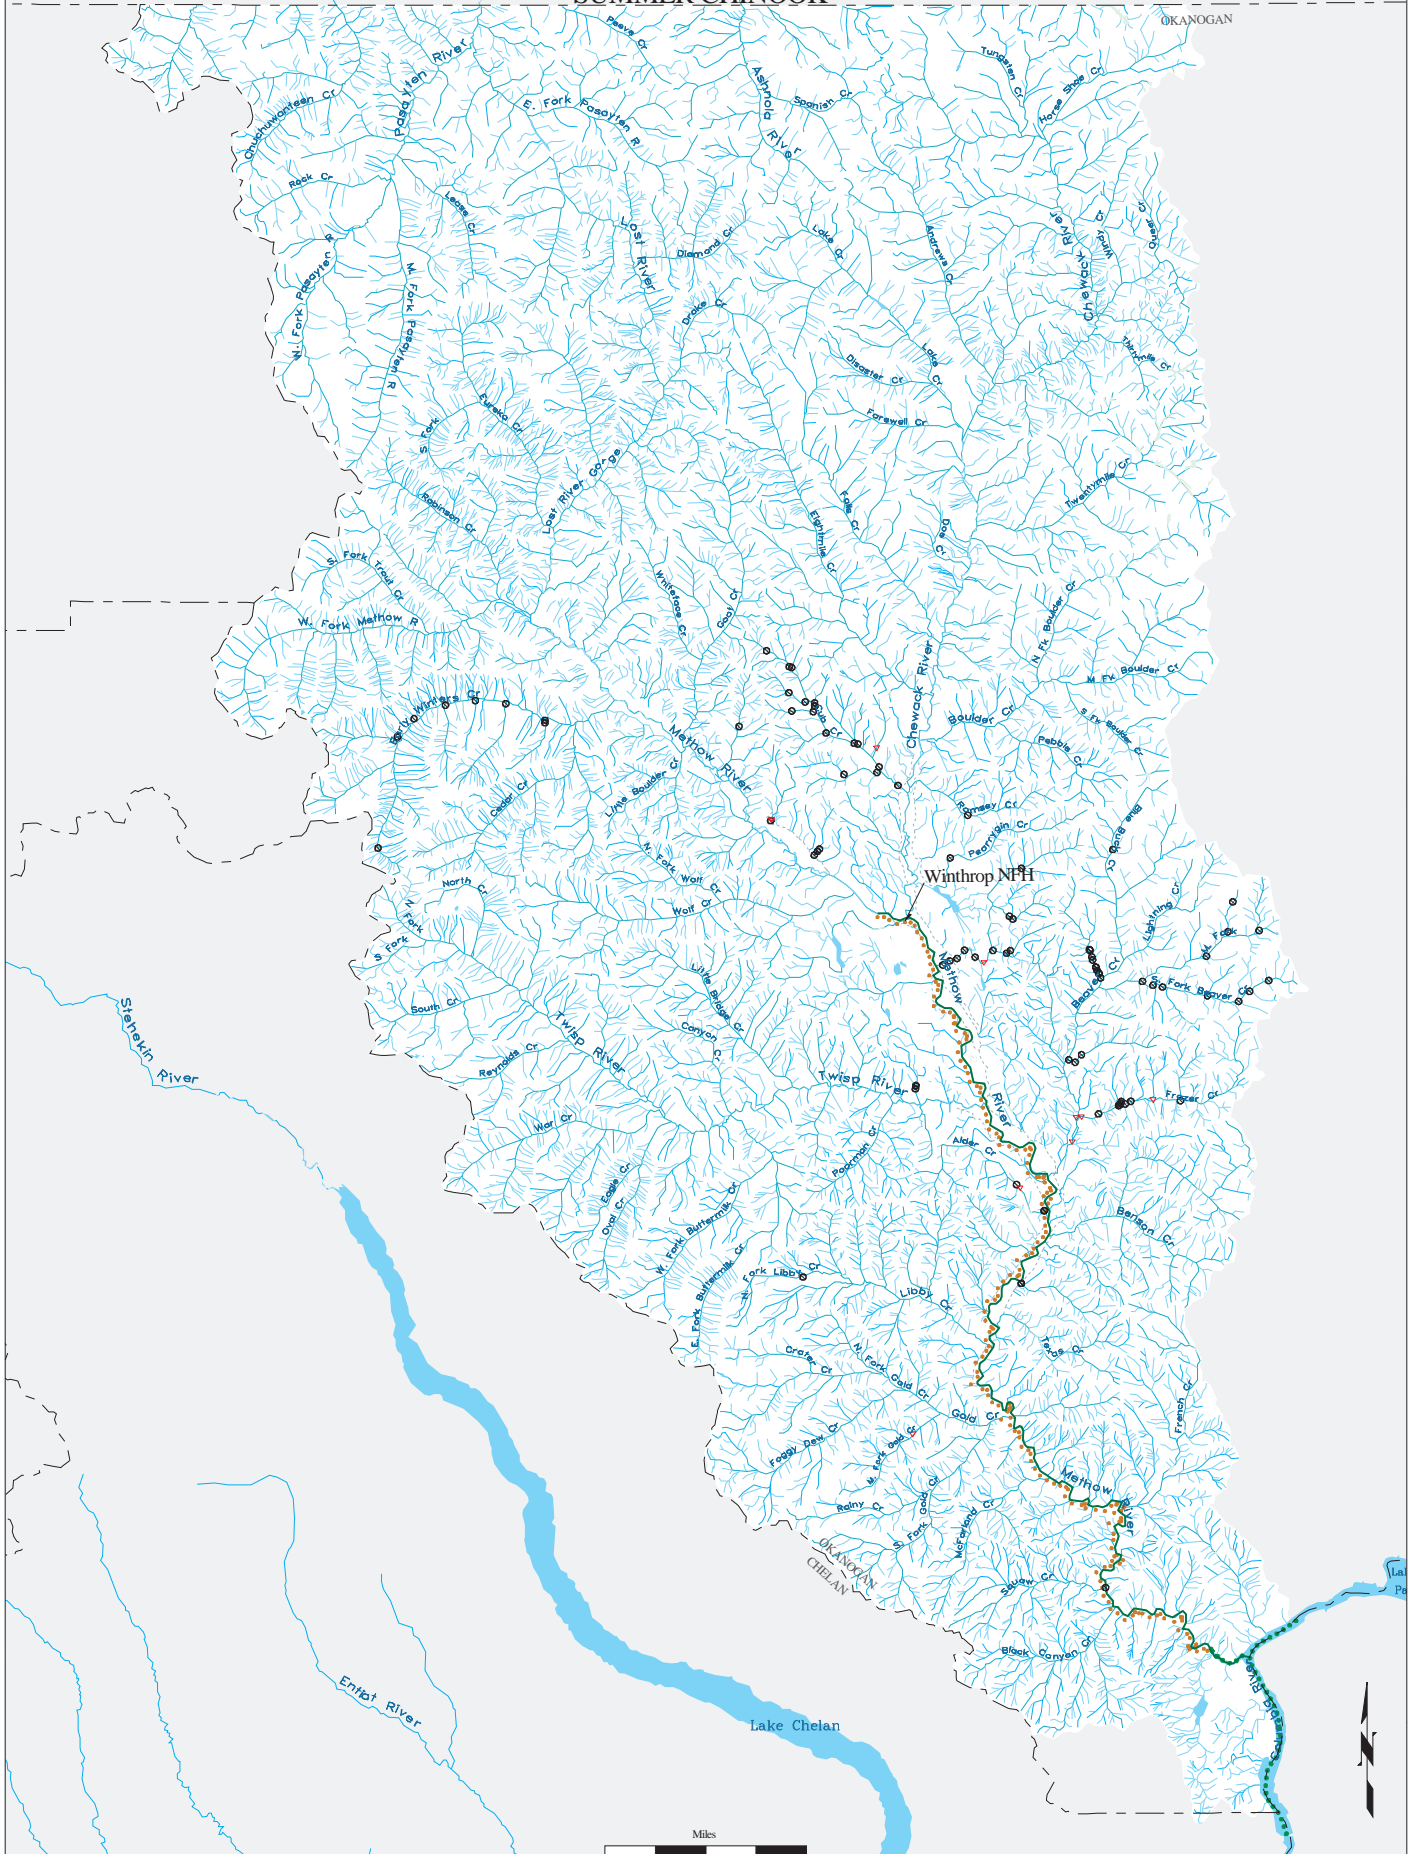 SUMMER CHINOOK
OKANOGAN
Peeve Cr
Pasayten River
Ashnola River
Tungsten Cr
Horse Shoe Cr
Spanish Cr
E. Fork Pasayten R
Chuchuwanteen Cr
Rock Cr
Lease Cr
Lost River
Diamond Cr
Lake Cr
Andrews Cr
Chewack River
Windy Cr
Queer Cr
N. Fork Pasayten R
M. Fork Pasayten R
Drake Cr
Thirtymile Cr
Lake Cr
Disaster Cr
Farewell Cr
Eureka Cr
S. Fork
Lost River Gorge
Robinson Cr
Twentymile Cr
Falls Cr
Eightmile Cr
Doe Cr
S. Fork Trout Cr
W. Fork Methow R
Whiteface Cr
Goat Cr
N Fk Boulder Cr
M Fk Boulder Cr
Chewack River
Early Winters Cr
Cub Cr
Boulder Cr
S Fk Boulder Cr
Pebble Cr
Methow River
Little Boulder Cr
Cedar Cr
Ramsey Cr
Pearrygin Cr
Blue Buck Cr
N. Fork Wolf Cr
Winthrop NFH
North Cr
N Fork
Wolf Cr
Lightning Cr
M. Fork
S Fork
Beaver Cr
S. Fork Beaver Cr
Little Bridge Cr
Methow River
South Cr
Twisp River
Canyon Cr
Stehekin River
Reynolds Cr
Twisp River
Frazer Cr
War Cr
Alder Cr
Poorman Cr
Eagle Cr
Oval Cr
W. Fork Buttermilk Cr
E. Fork Buttermilk Cr
Benson Cr
N. Fork Libby Cr
Libby Cr
Texas Cr
Crater Cr
N. Fork Gold Cr
French Cr
Gold Cr
Foggy Dew Cr
M. Fork Gold Cr
Methow River
Rainy Cr
S. Fork Gold Cr
McFarland Cr
OKANOGAN
CHELAN
Squaw Cr
Black Canyon Cr
Columbia River
Entiat River
Lake Chelan
N
Miles